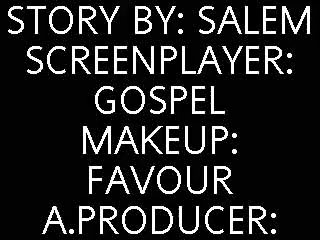 STORY BY: SALEM
SCREENPLAYER:
GOSPEL
MAKEUP:
FAVOUR
A.PRODUCER: